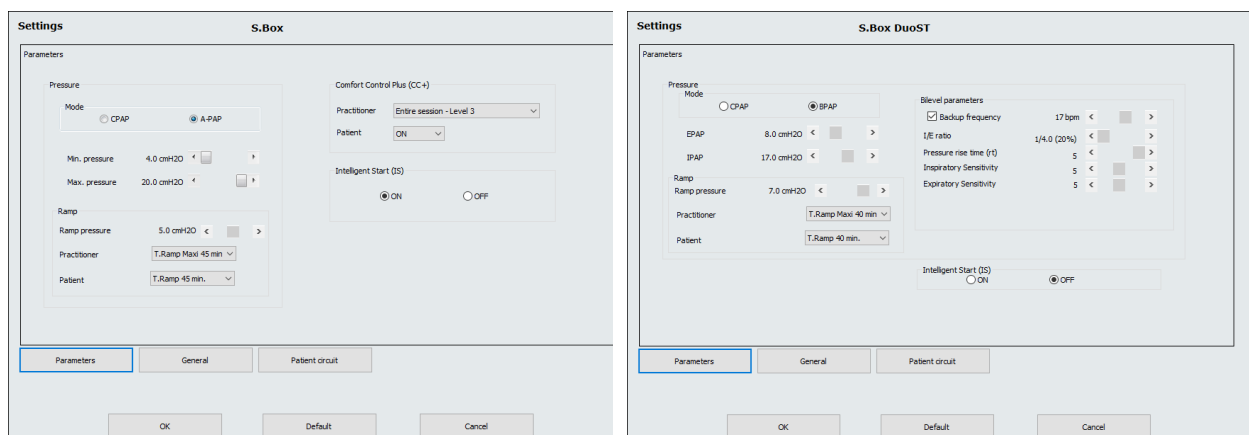 Settings
S.Box
Parameters
Pressure
Mode
CPAP
A-PAP
Min. pressure 4.0 cmH2O
Max. pressure 20.0 cmH2O
Ramp
Ramp pressure 5.0 cmH2O
Practitioner T.Ramp Maxi 45 min
Patient T.Ramp 45 min.
Comfort Control Plus (CC+)
Practitioner Entire session - Level 3
Patient ON
Intelligent Start (IS)
ON OFF
Parameters General Patient circuit
OK Default Cancel
Settings
S.Box DuoST
Parameters
Pressure
Mode
CPAP BPAP
EPAP 8.0 cmH2O
IPAP 17.0 cmH2O
Ramp
Ramp pressure 7.0 cmH2O
Practitioner T.Ramp Maxi 40 min
Patient T.Ramp 40 min.
Bilevel parameters
Backup frequency 17 bpm
I/E ratio 1/4.0 (20%)
Pressure rise time (rt) 5
Inspiratory Sensitivity 5
Expiratory Sensitivity 5
Intelligent Start (IS)
ON OFF
Parameters General Patient circuit
OK Default Cancel